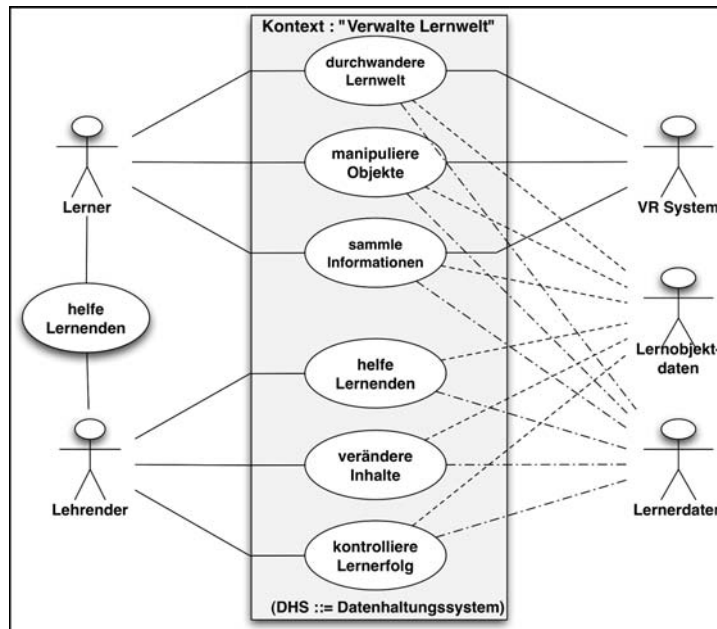 Kontext : "Verwalte Lernwelt"
durchwandere
Lernwelt
manipuliere
Objekte
Lerner
VR System
sammle
Informationen
helfe
Lernenden
helfe
Lernenden
Lernobjekt-
daten
verändere
Inhalte
Lehrender
Lernerdaten
kontrolliere
Lernerfolg
(DHS ::= Datenhaltungssystem)